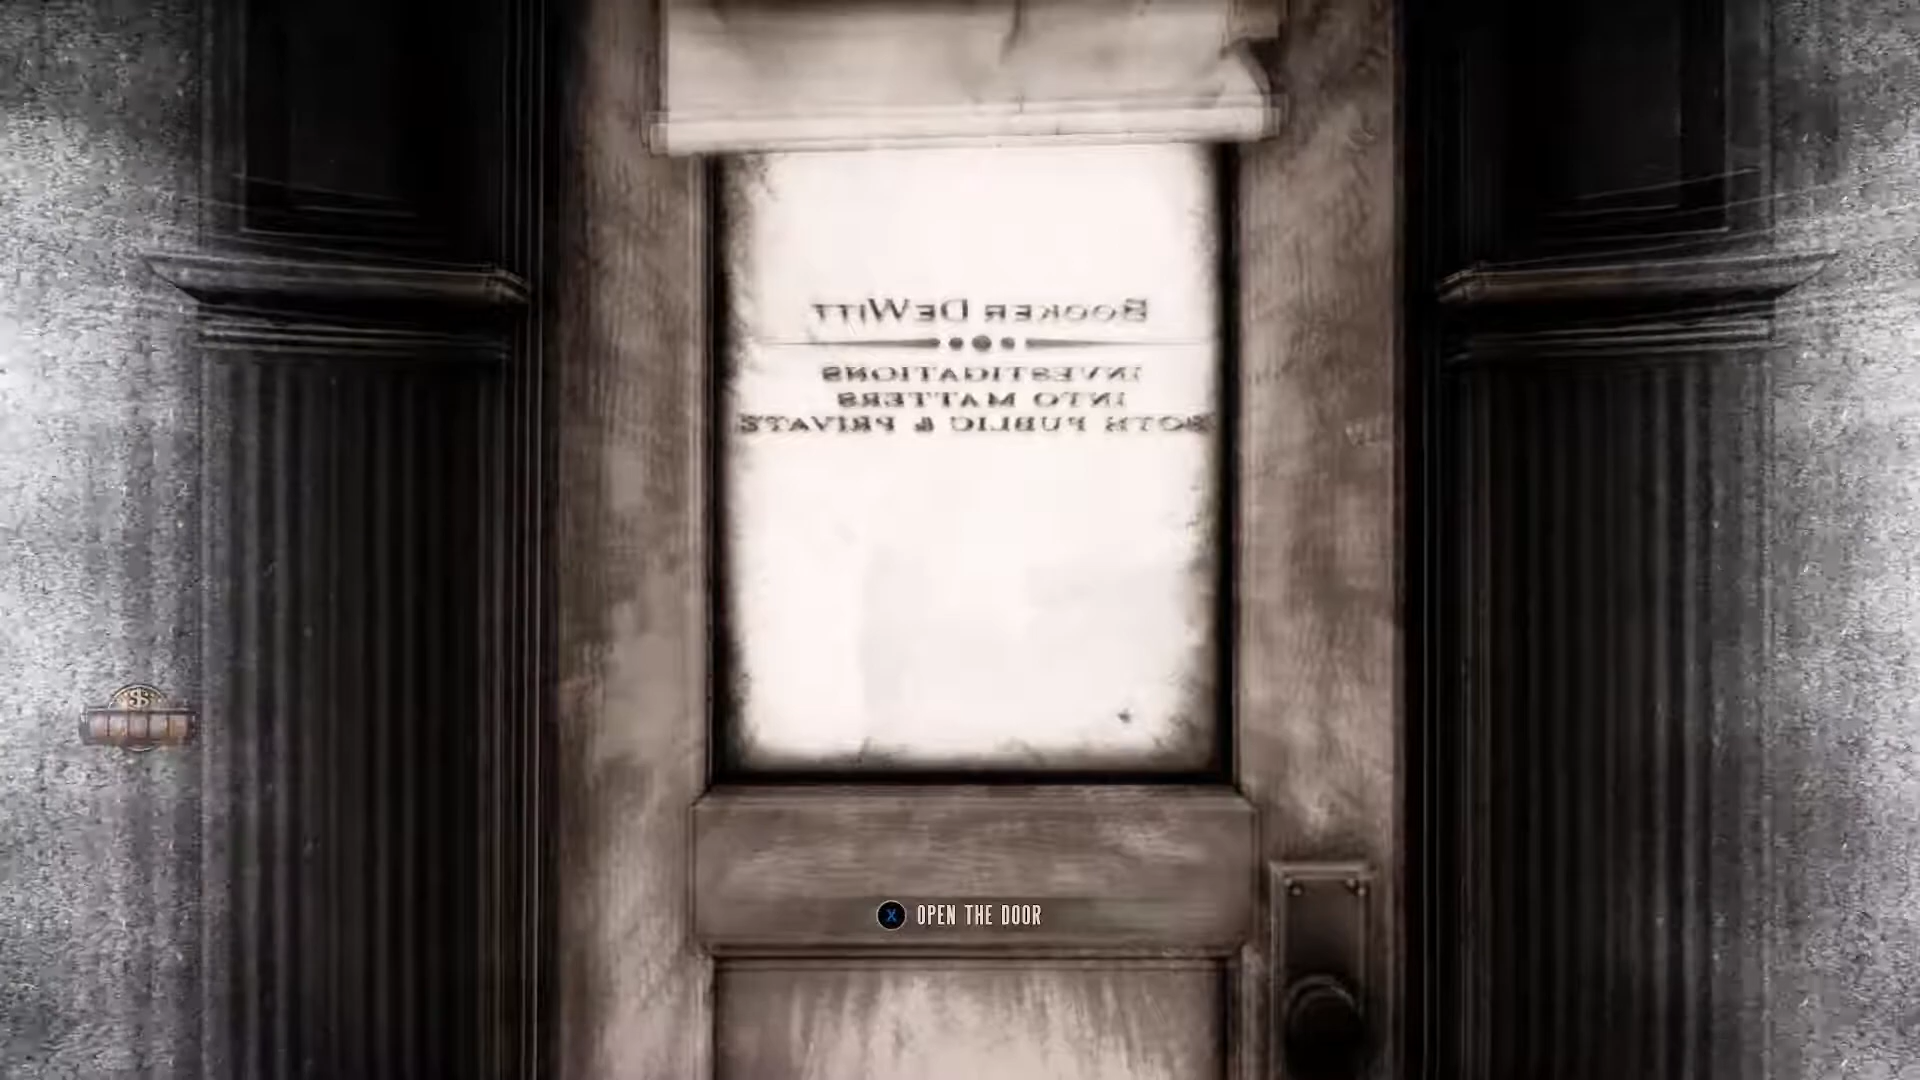 BOOKER DEWITT
INVESTIGATIONS
INTO MATTERS
BOTH PUBLIC & PRIVATE
X OPEN THE DOOR